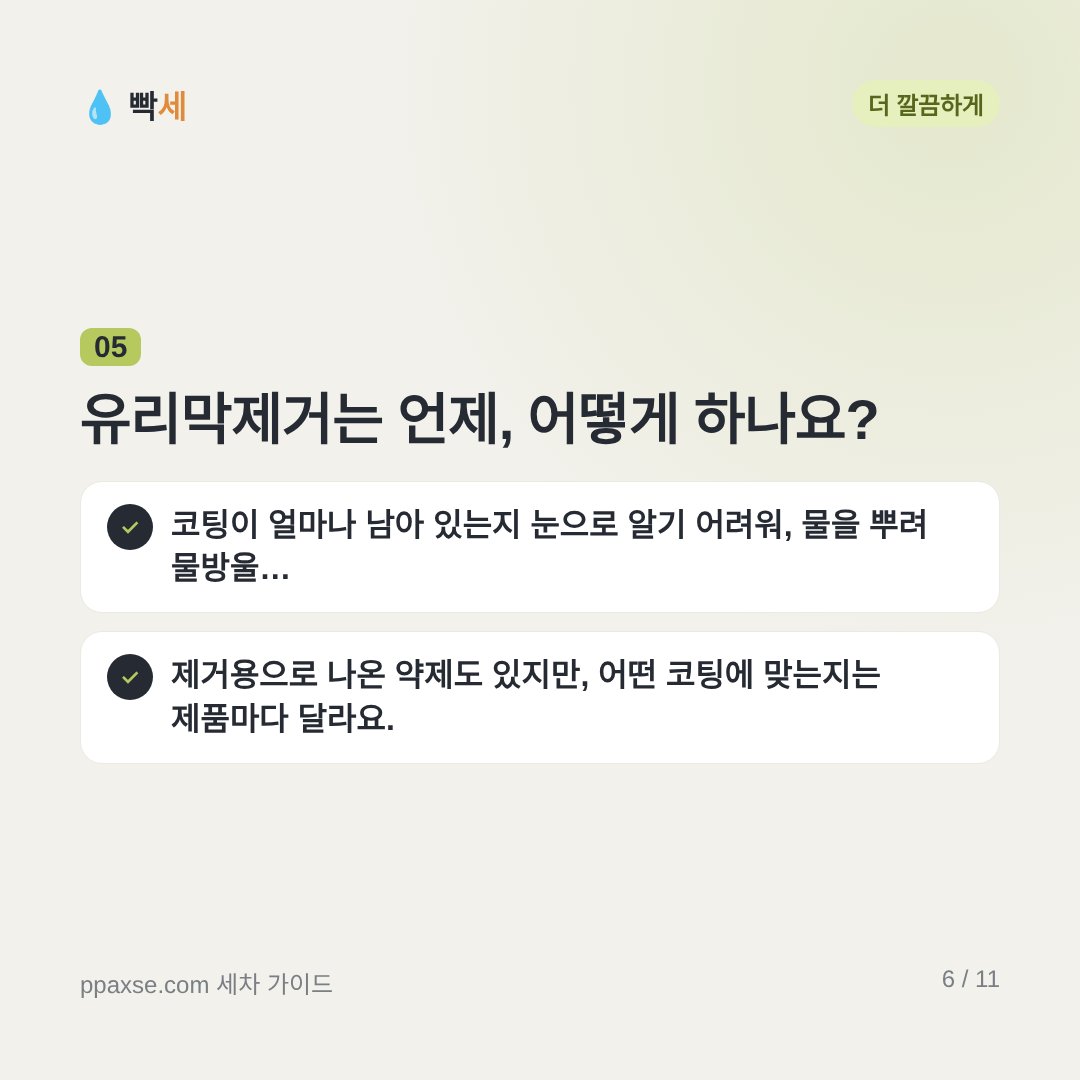 빡세
더 깔끔하게
05
유리막제거는 언제, 어떻게 하나요?
코팅이 얼마나 남아 있는지 눈으로 알기 어려워, 물을 뿌려
물방울…
제거용으로 나온 약제도 있지만, 어떤 코팅에 맞는지는
제품마다 달라요.
ppaxse.com 세차 가이드
6 / 11